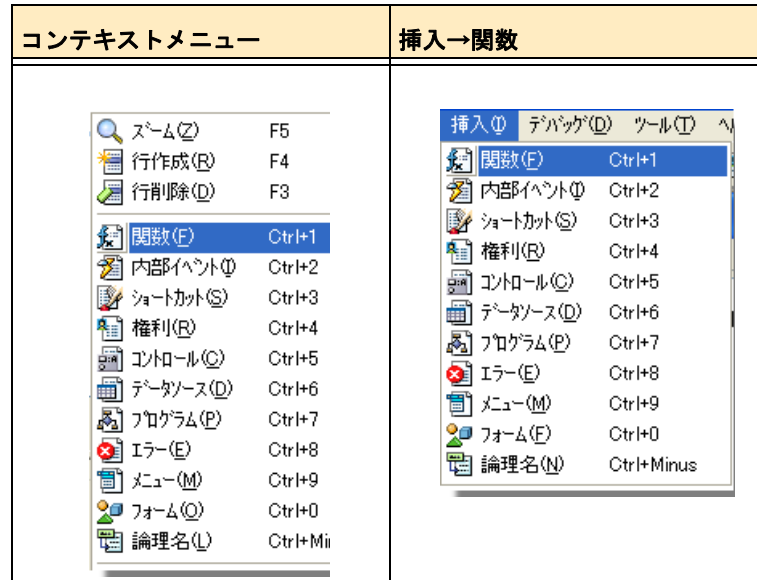 コンテキストメニュー
挿入→関数
ズーム(Z) F5
行作成(R) F4
行削除(D) F3
関数(F) Ctrl+1
内部イベント(I) Ctrl+2
ショートカット(S) Ctrl+3
権利(R) Ctrl+4
コントロール(C) Ctrl+5
データソース(D) Ctrl+6
プログラム(P) Ctrl+7
エラー(E) Ctrl+8
メニュー(M) Ctrl+9
フォーム(O) Ctrl+0
論理名(L) Ctrl+Mi
挿入(I) デバッグ(D) ツール(T)
関数(F) Ctrl+1
内部イベント(I) Ctrl+2
ショートカット(S) Ctrl+3
権利(R) Ctrl+4
コントロール(C) Ctrl+5
データソース(D) Ctrl+6
プログラム(P) Ctrl+7
エラー(E) Ctrl+8
メニュー(M) Ctrl+9
フォーム(F) Ctrl+0
論理名(N) Ctrl+Minus